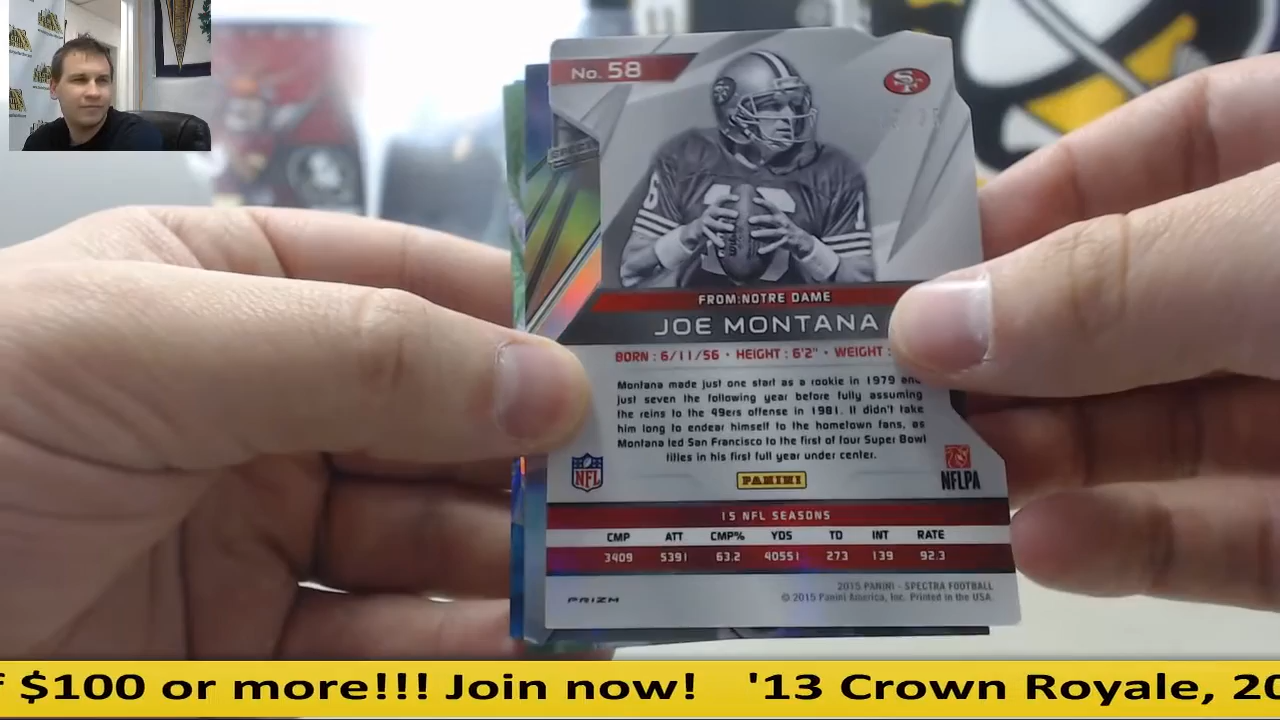 No. 58
SF
16
FROM:NOTRE DAME
JOE MONTANA
BORN : 6/11/56 • HEIGHT : 6'2" • WEIGHT :
Montana made just one start as a rookie in 1979 and
just seven the following year before fully assuming
the reins to the 49ers offense in 1981. It didn't take
him long to endear himself to the hometown fans, as
Montana led San Francisco to the first of four Super Bowl
titles in his first full year under center.
NFL
PANINI
NFLPA
15 NFL SEASONS
CMP ATT CMP% YDS TD INT RATE
3409 5391 63.2 40551 273 139 92.3
2015 PANINI - SPECTRA FOOTBALL
PRIZM
© 2015 Panini America, Inc. Printed in the USA.
$100 or more!!! Join now! '13 Crown Royale, 20